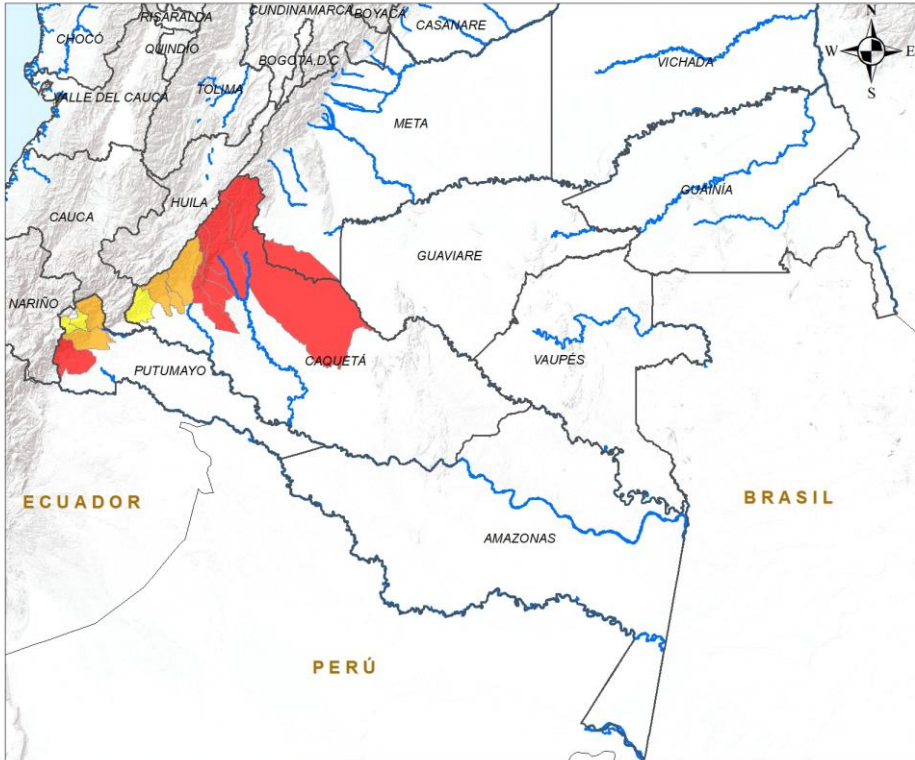 CUNDINAMARCA
BOYACÁ
RISARALDA
CASANARE
N
CHOCÓ
QUINDÍO
BOGOTÁ D.C
W
E
VICHADA
VALLE DEL CAUCA
TOLIMA
S
META
GUAINÍA
HUILA
CAUCA
GUAVIARE
NARIÑO
CAQUETÁ
VAUPÉS
PUTUMAYO
ECUADOR
BRASIL
AMAZONAS
PERÚ